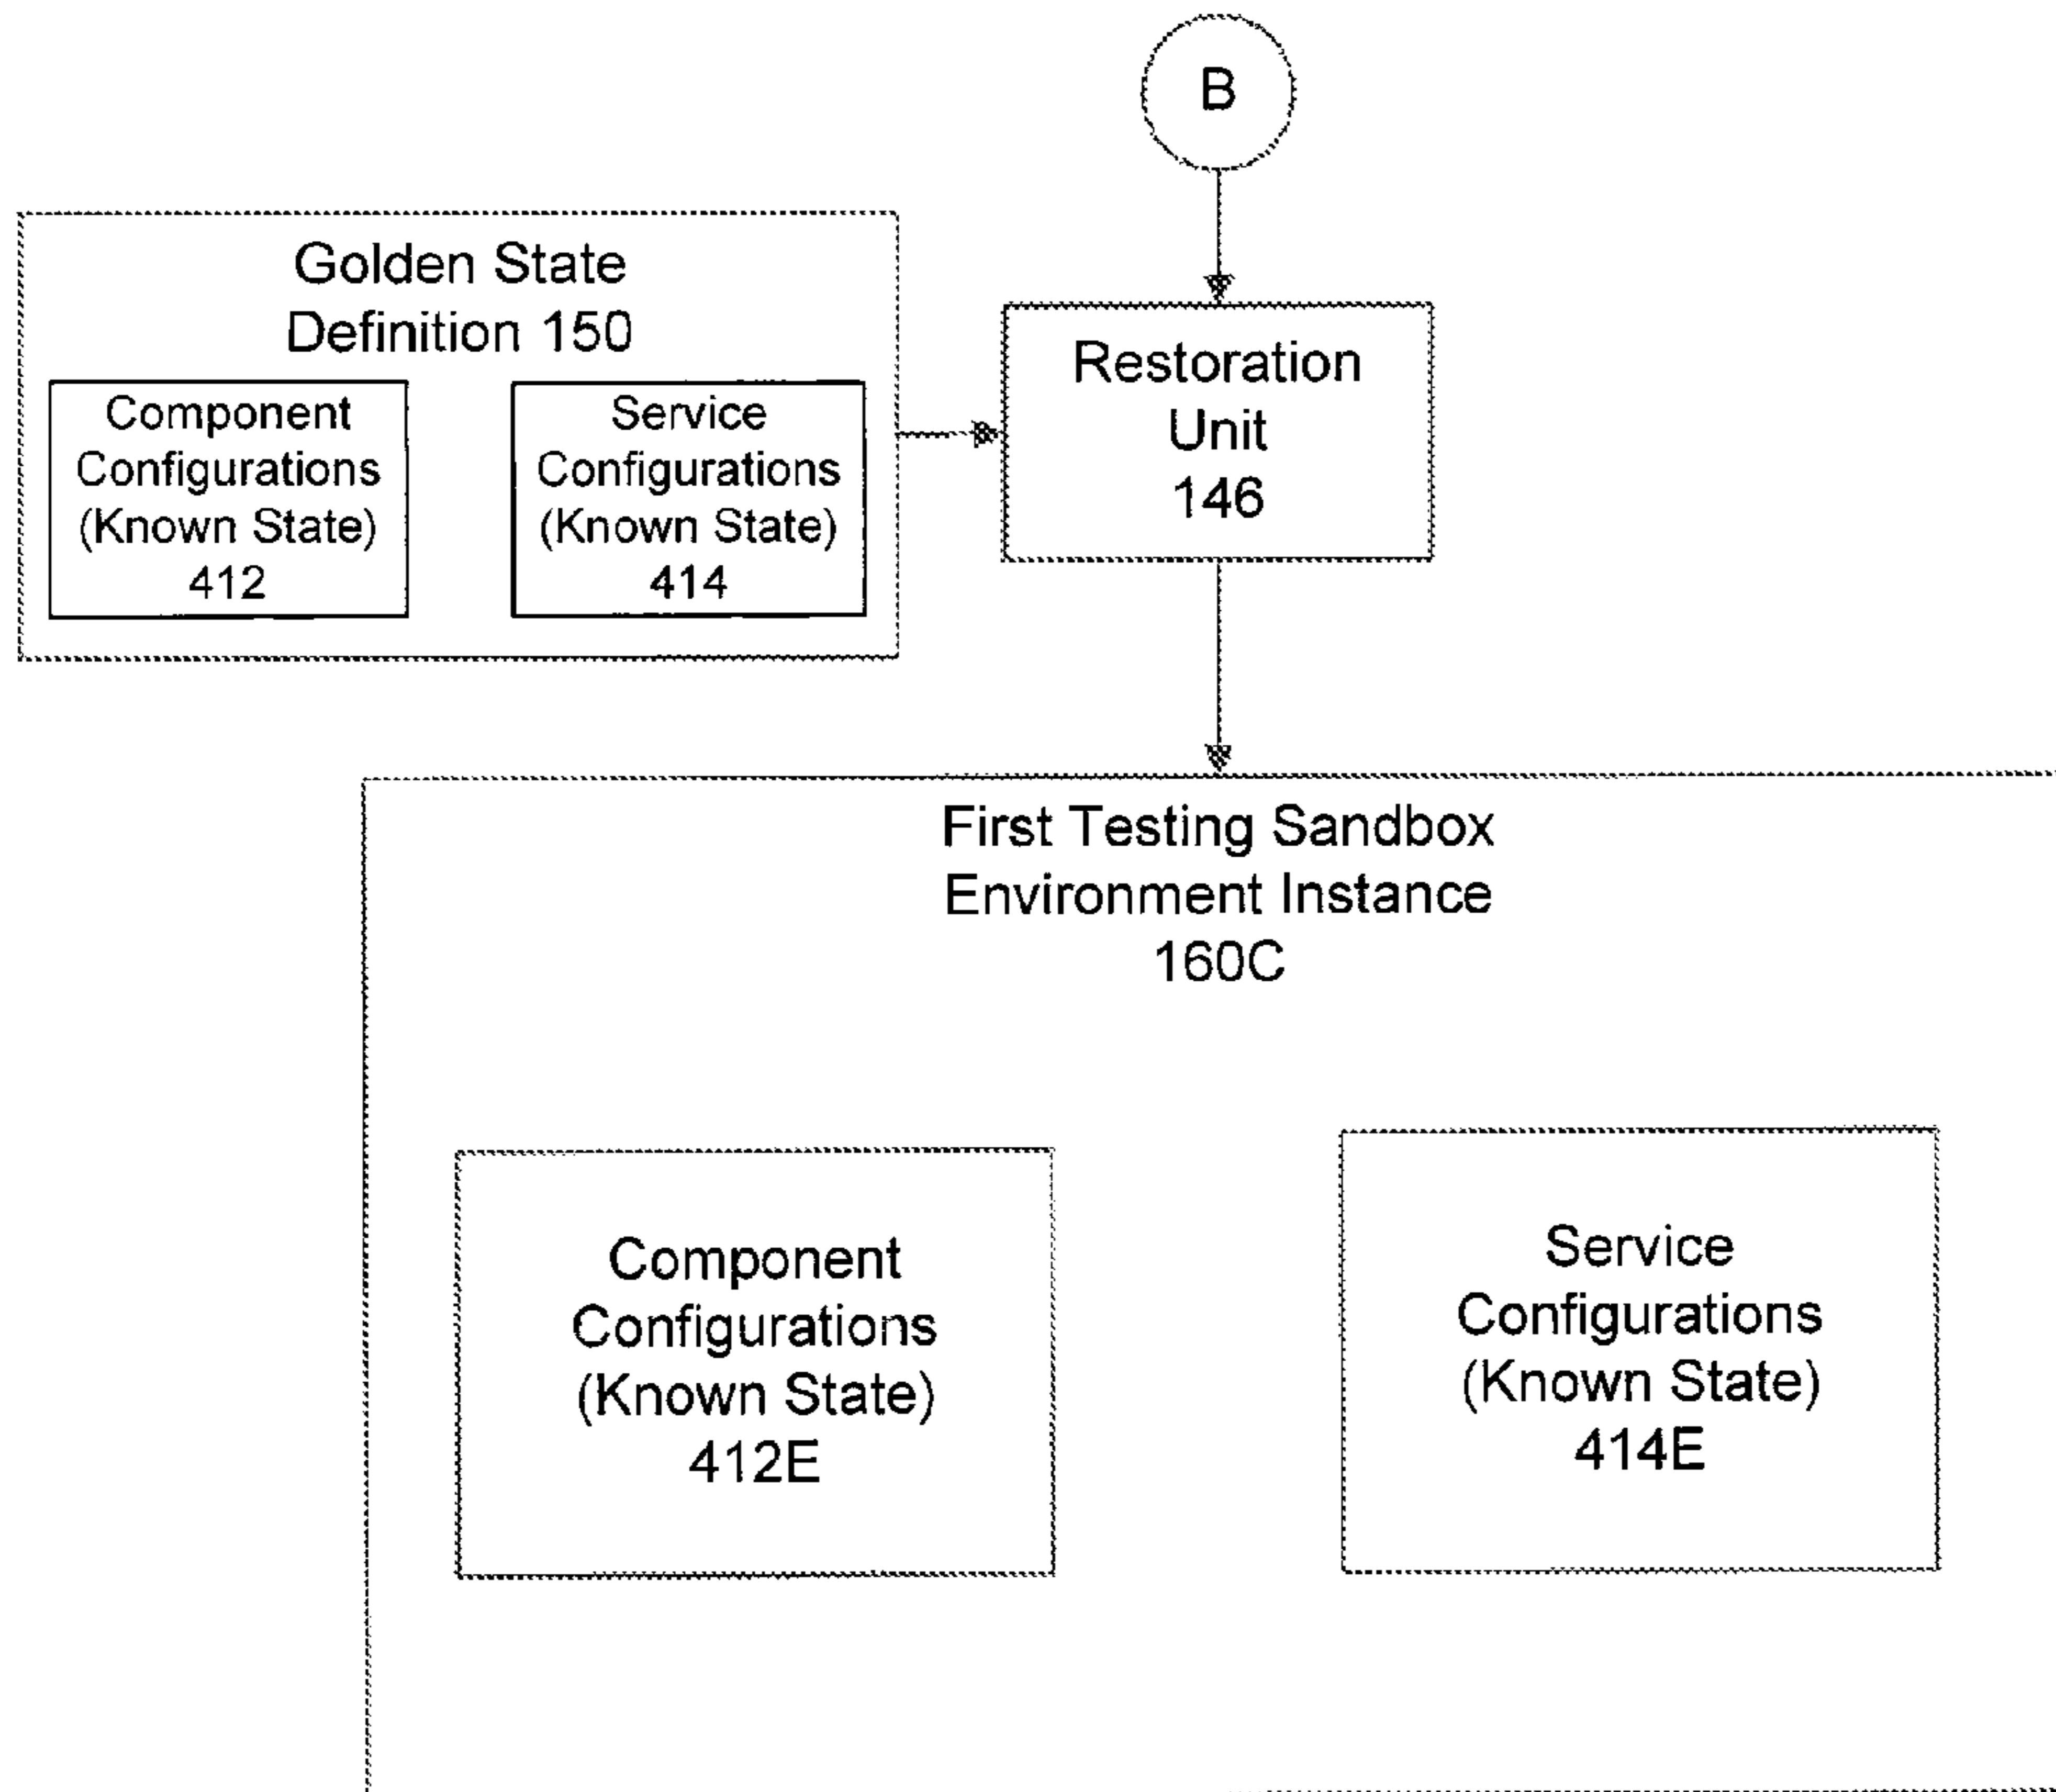 B
Golden State
Definition 150
Component
Configurations
(Known State)
412
Service
Configurations
(Known State)
414
Restoration
Unit
146
First Testing Sandbox
Environment Instance
160C
Component
Configurations
(Known State)
412E
Service
Configurations
(Known State)
414E